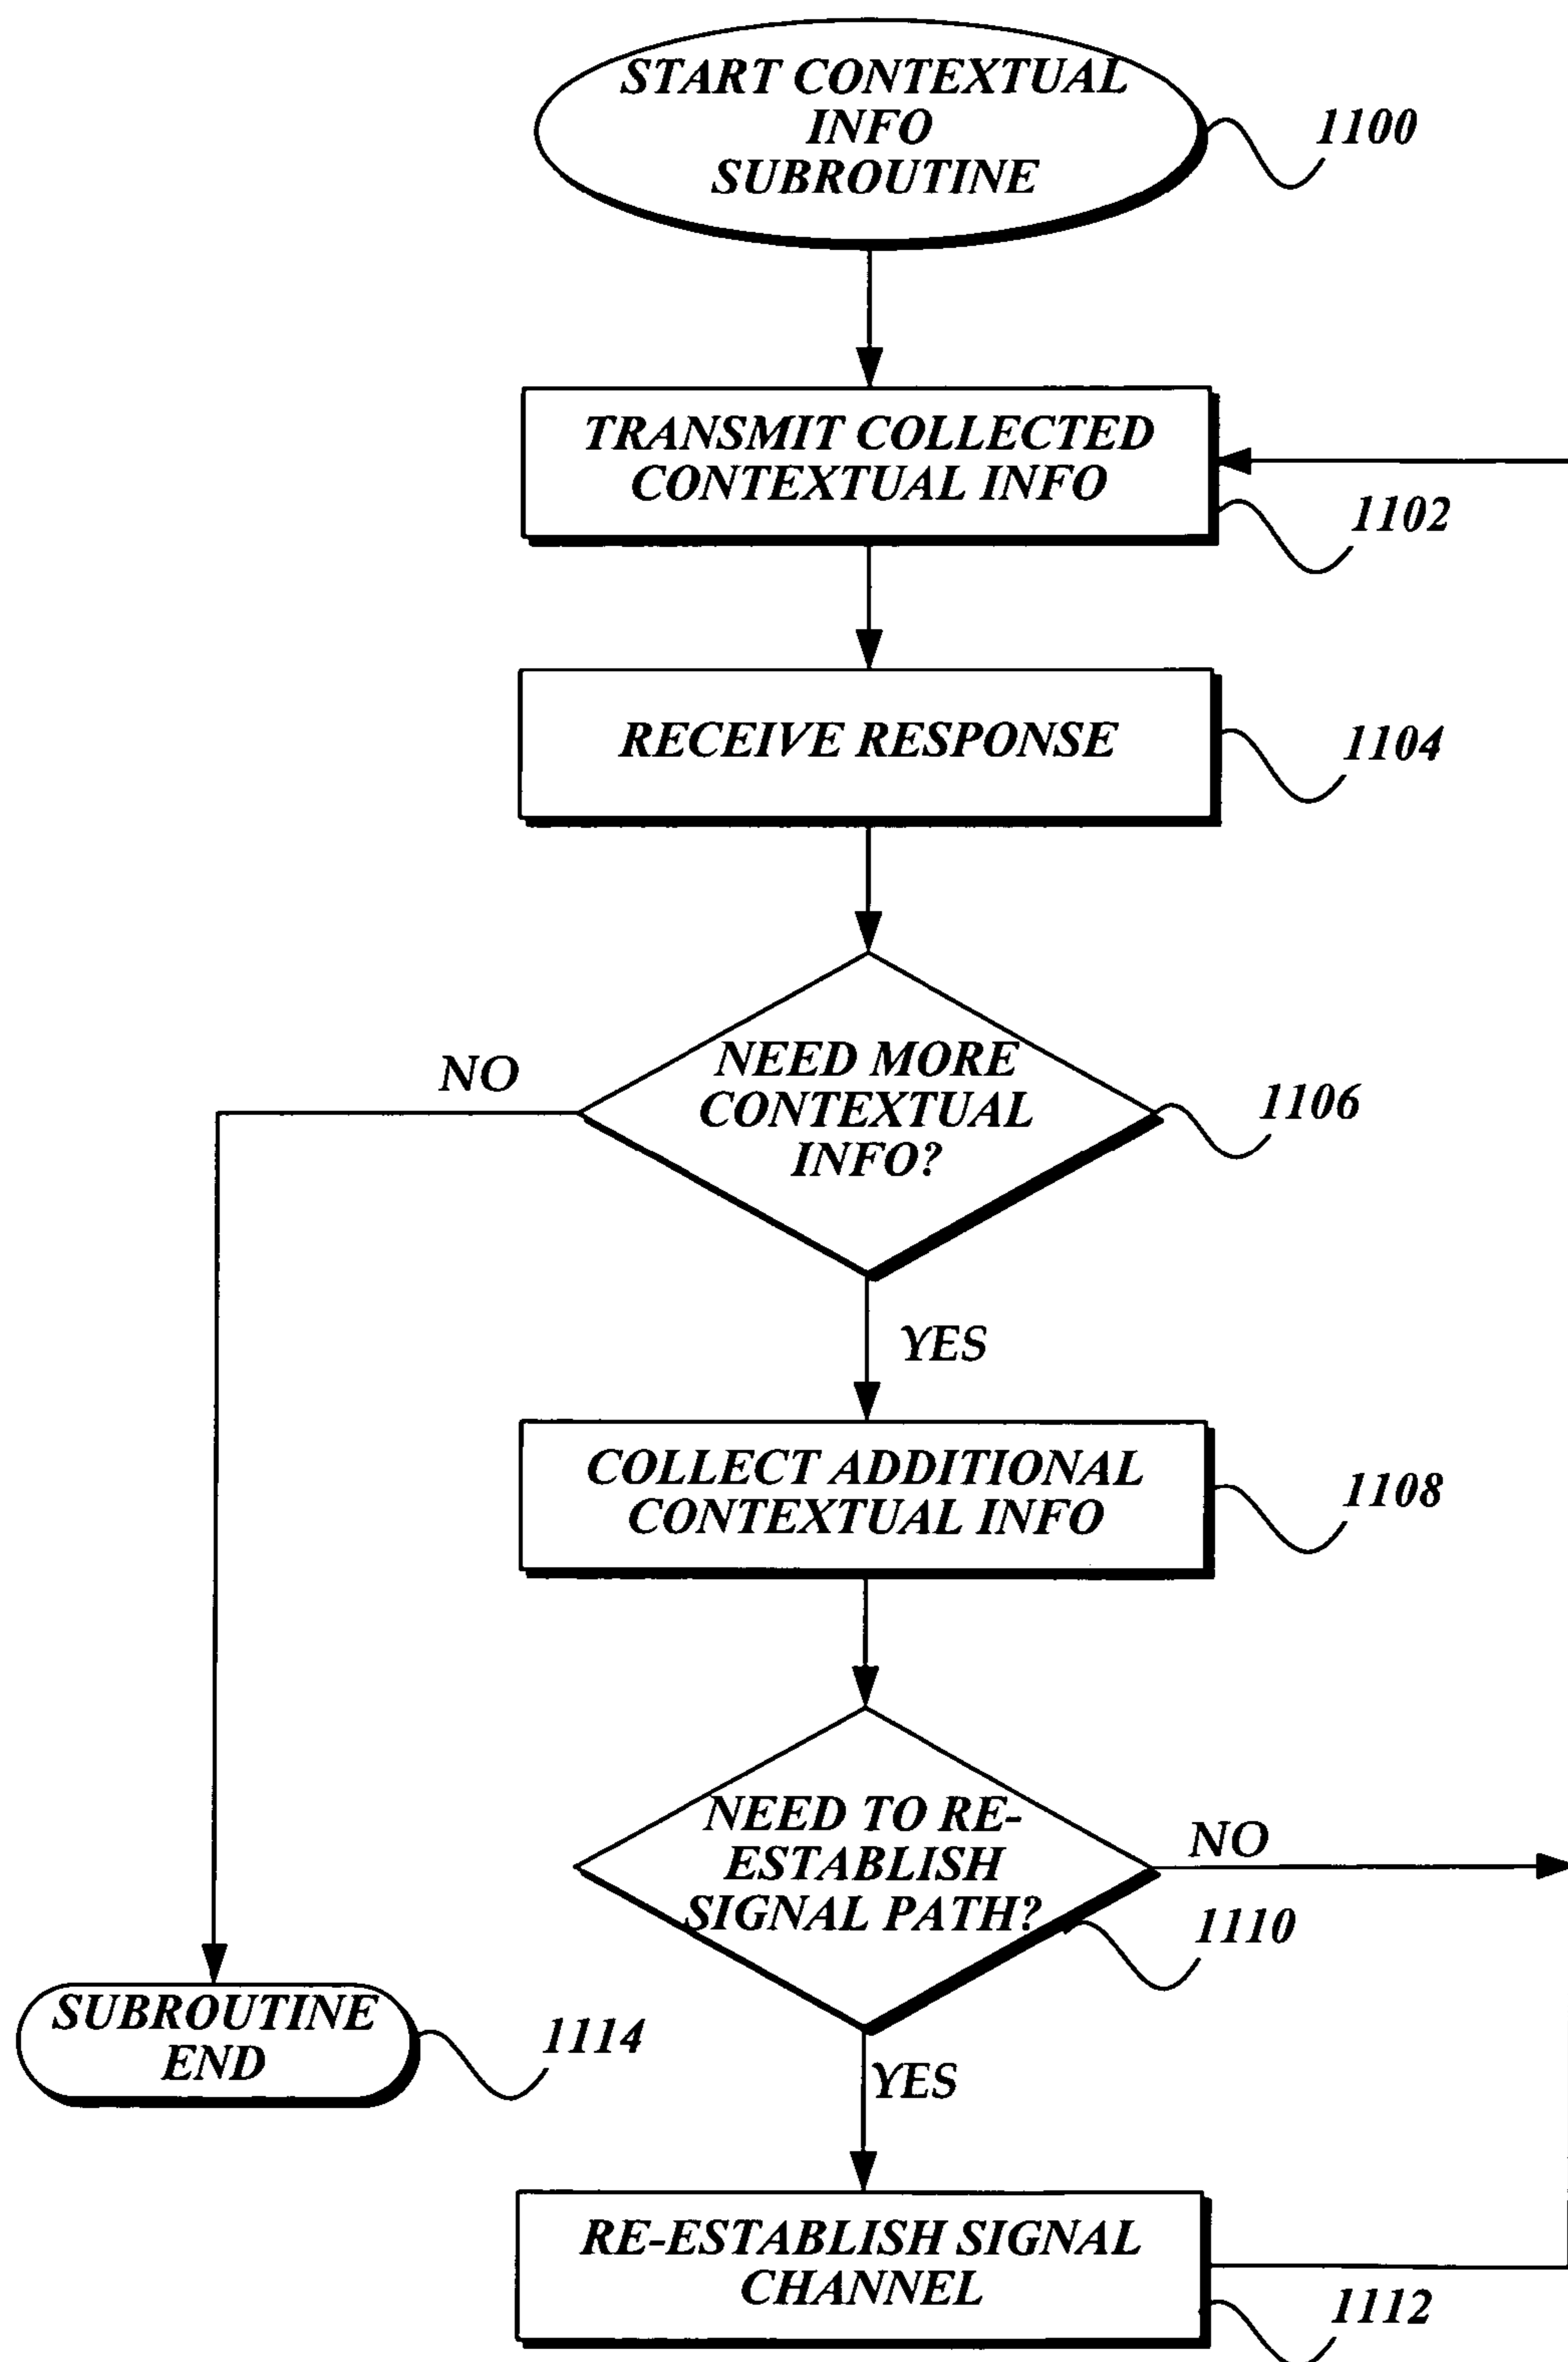 START CONTEXTUAL
INFO
SUBROUTINE
1100
TRANSMIT COLLECTED
CONTEXTUAL INFO
1102
RECEIVE RESPONSE
1104
NEED MORE
CONTEXTUAL
INFO?
NO
1106
YES
COLLECT ADDITIONAL
CONTEXTUAL INFO
1108
NEED TO RE-
ESTABLISH
SIGNAL PATH?
NO
1110
SUBROUTINE
END
1114
YES
RE-ESTABLISH SIGNAL
CHANNEL
1112